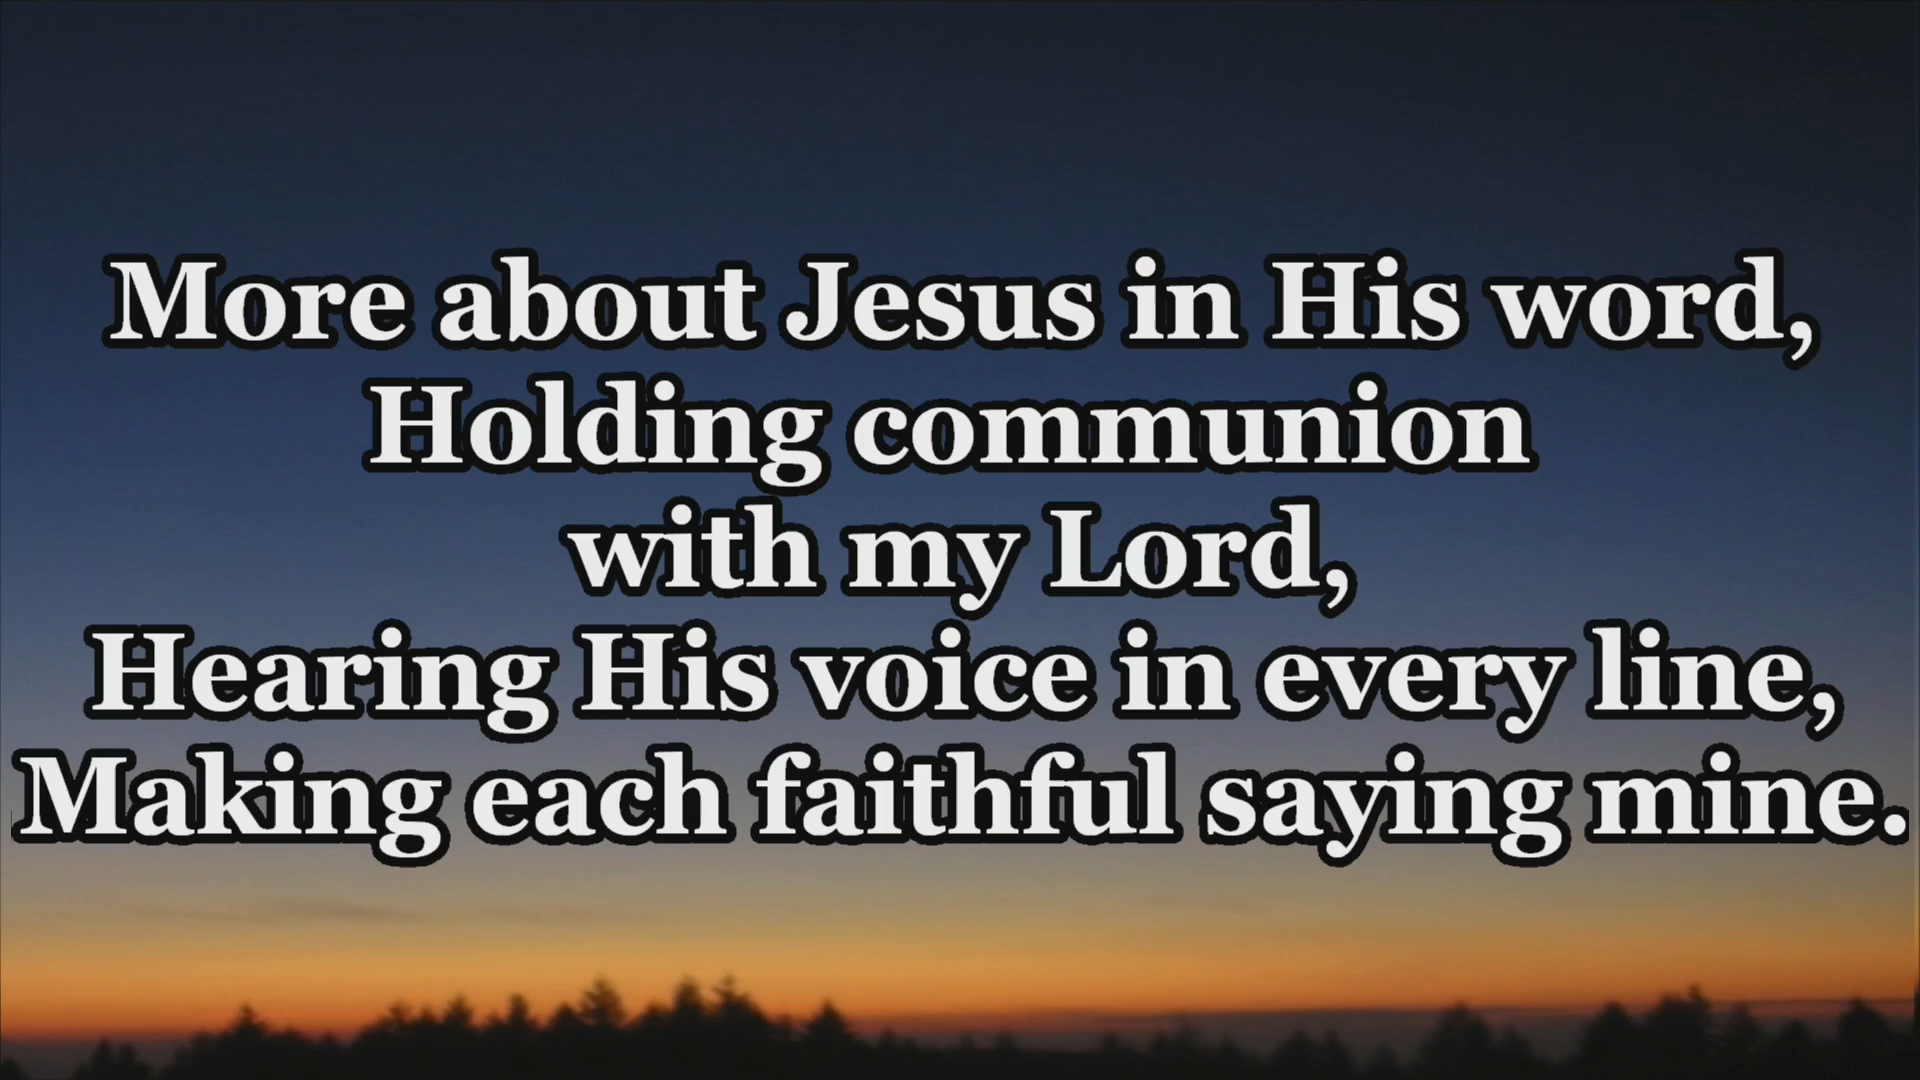 More about Jesus in His word,
Holding communion
with my Lord,
Hearing His voice in every line,
Making each faithful saying mine.